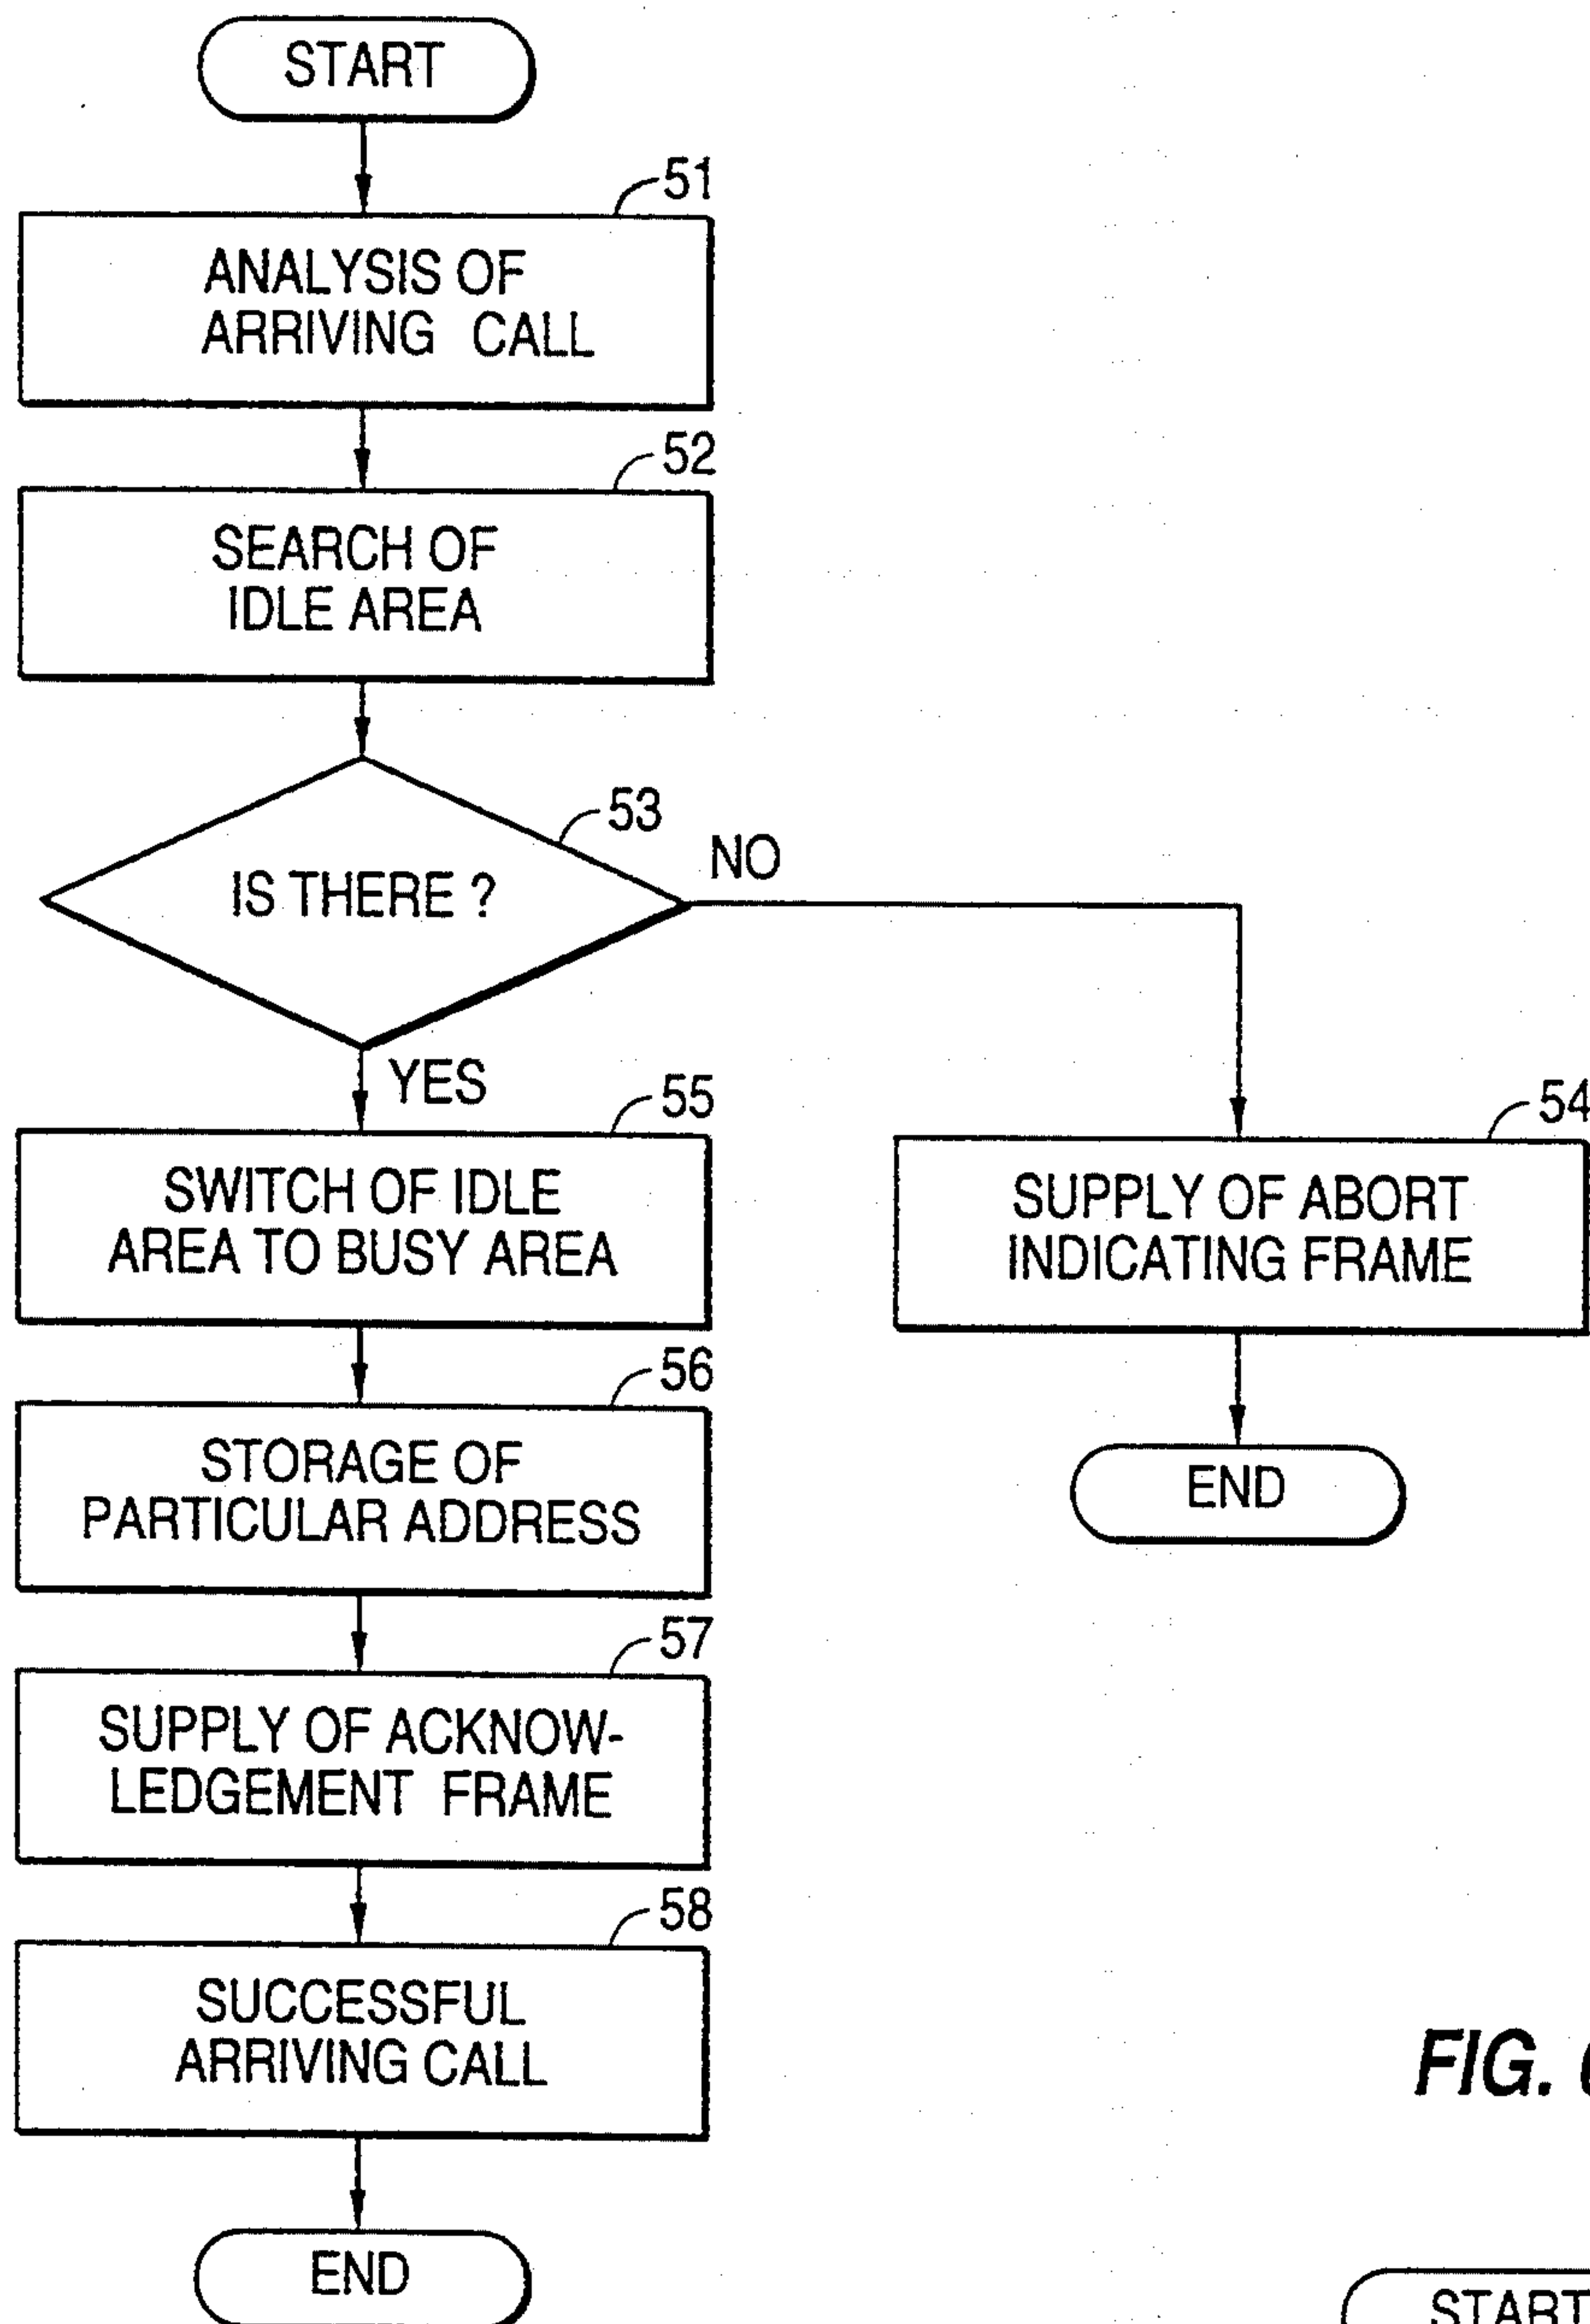 START
51
ANALYSIS OF
ARRIVING CALL
52
SEARCH OF
IDLE AREA
53
IS THERE ?
NO
YES
55
SWITCH OF IDLE
AREA TO BUSY AREA
54
SUPPLY OF ABORT
INDICATING FRAME
END
56
STORAGE OF
PARTICULAR ADDRESS
57
SUPPLY OF ACKNOW-
LEDGEMENT FRAME
58
SUCCESSFUL
ARRIVING CALL
END
FIG.
START